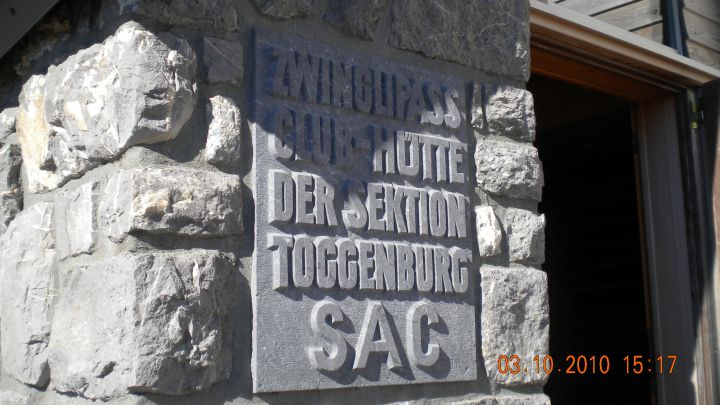 ZWINGLIPASS
CLUB-HÜTTE
DER SEKTION
TOGGENBURG
SAC
03.10.2010 15:17